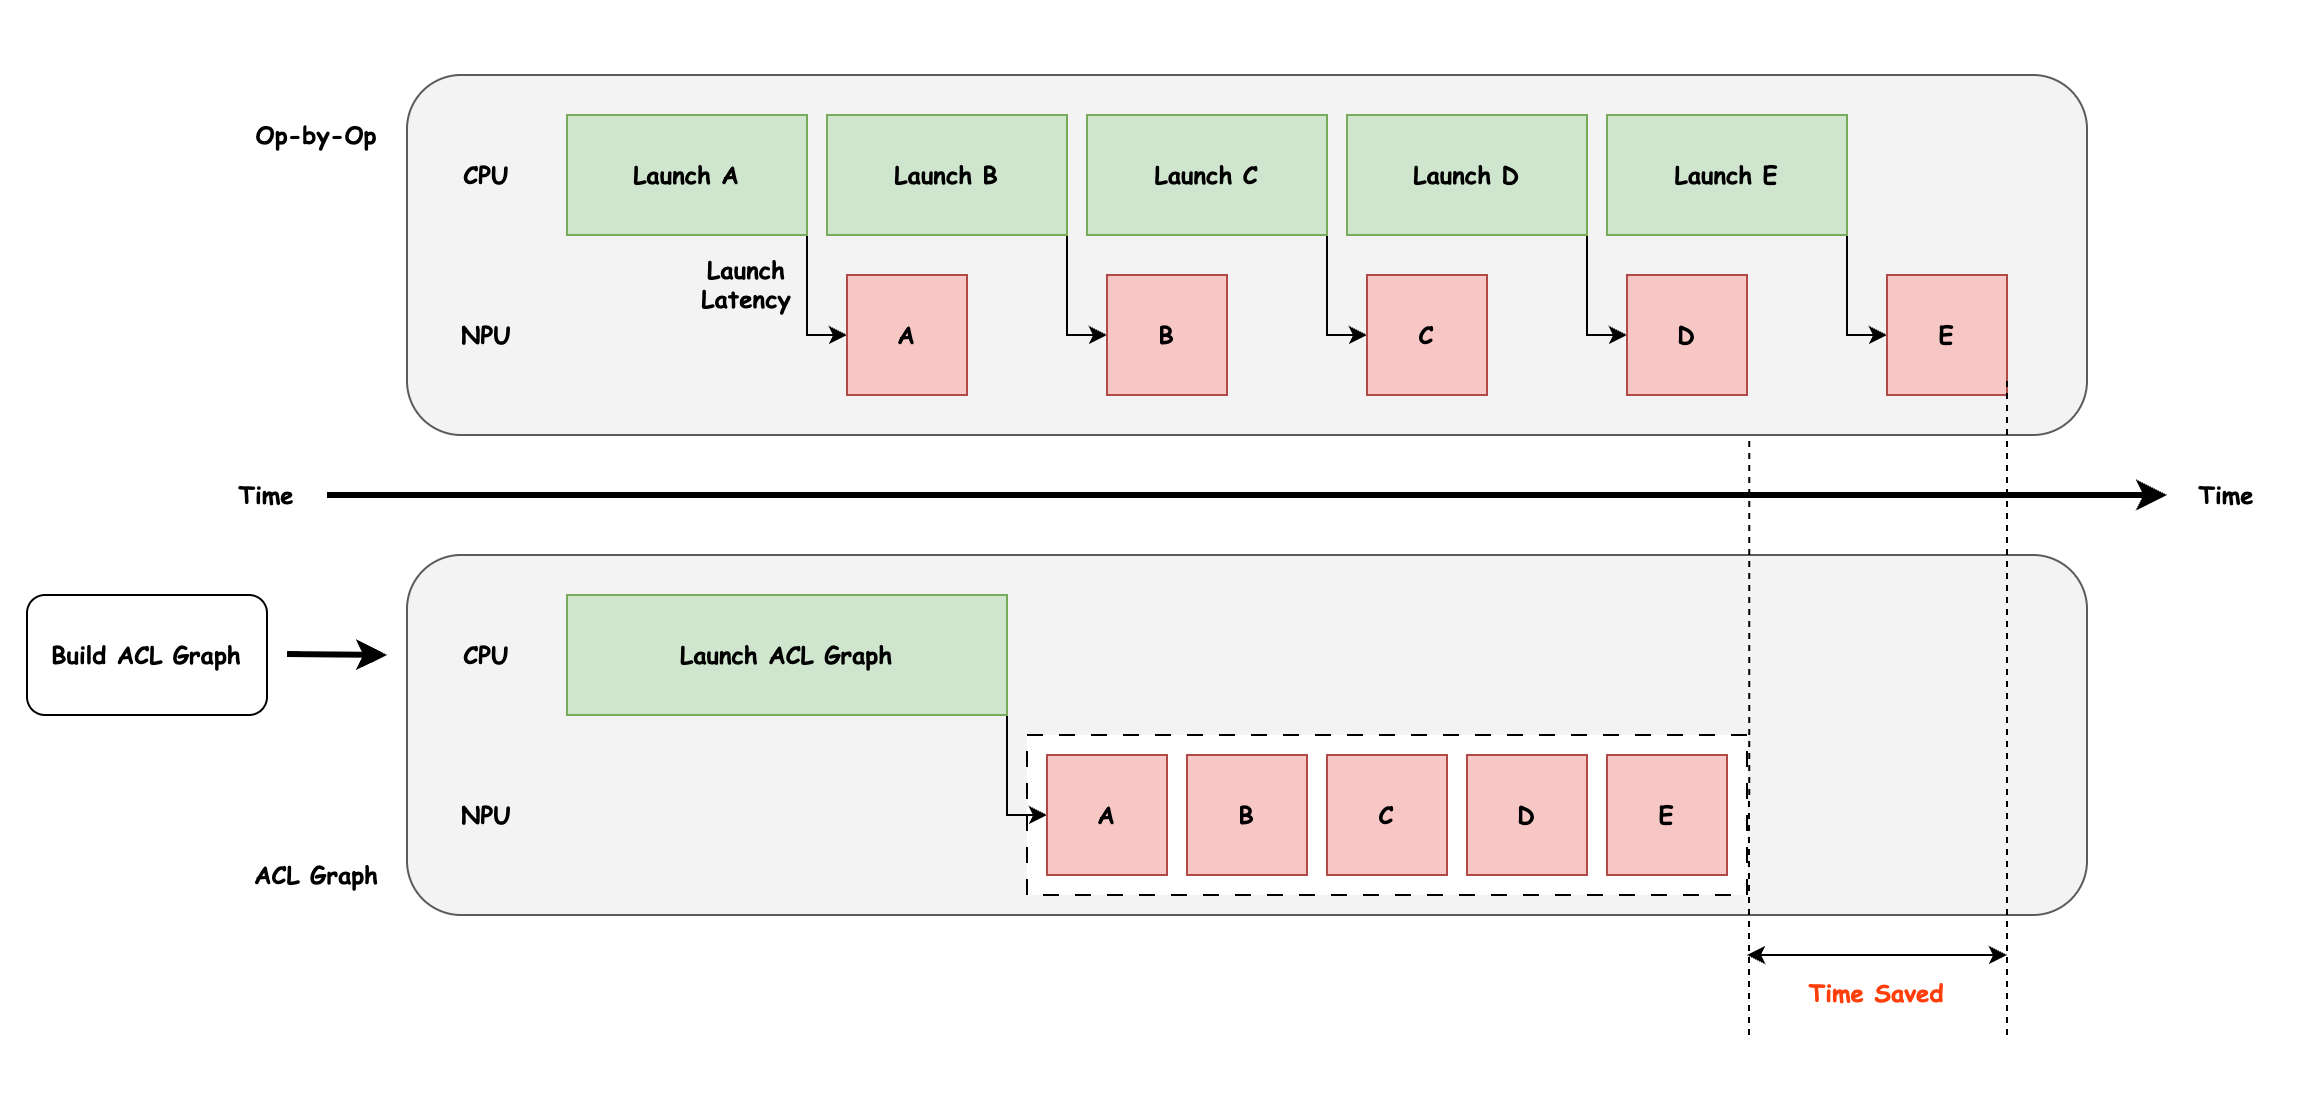 Op-by-Op
CPU
Launch A
Launch B
Launch C
Launch D
Launch E
Launch
Latency
NPU
A
B
C
D
E
Time
Time
Build ACL Graph
CPU
Launch ACL Graph
NPU
A
B
C
D
E
ACL Graph
Time Saved